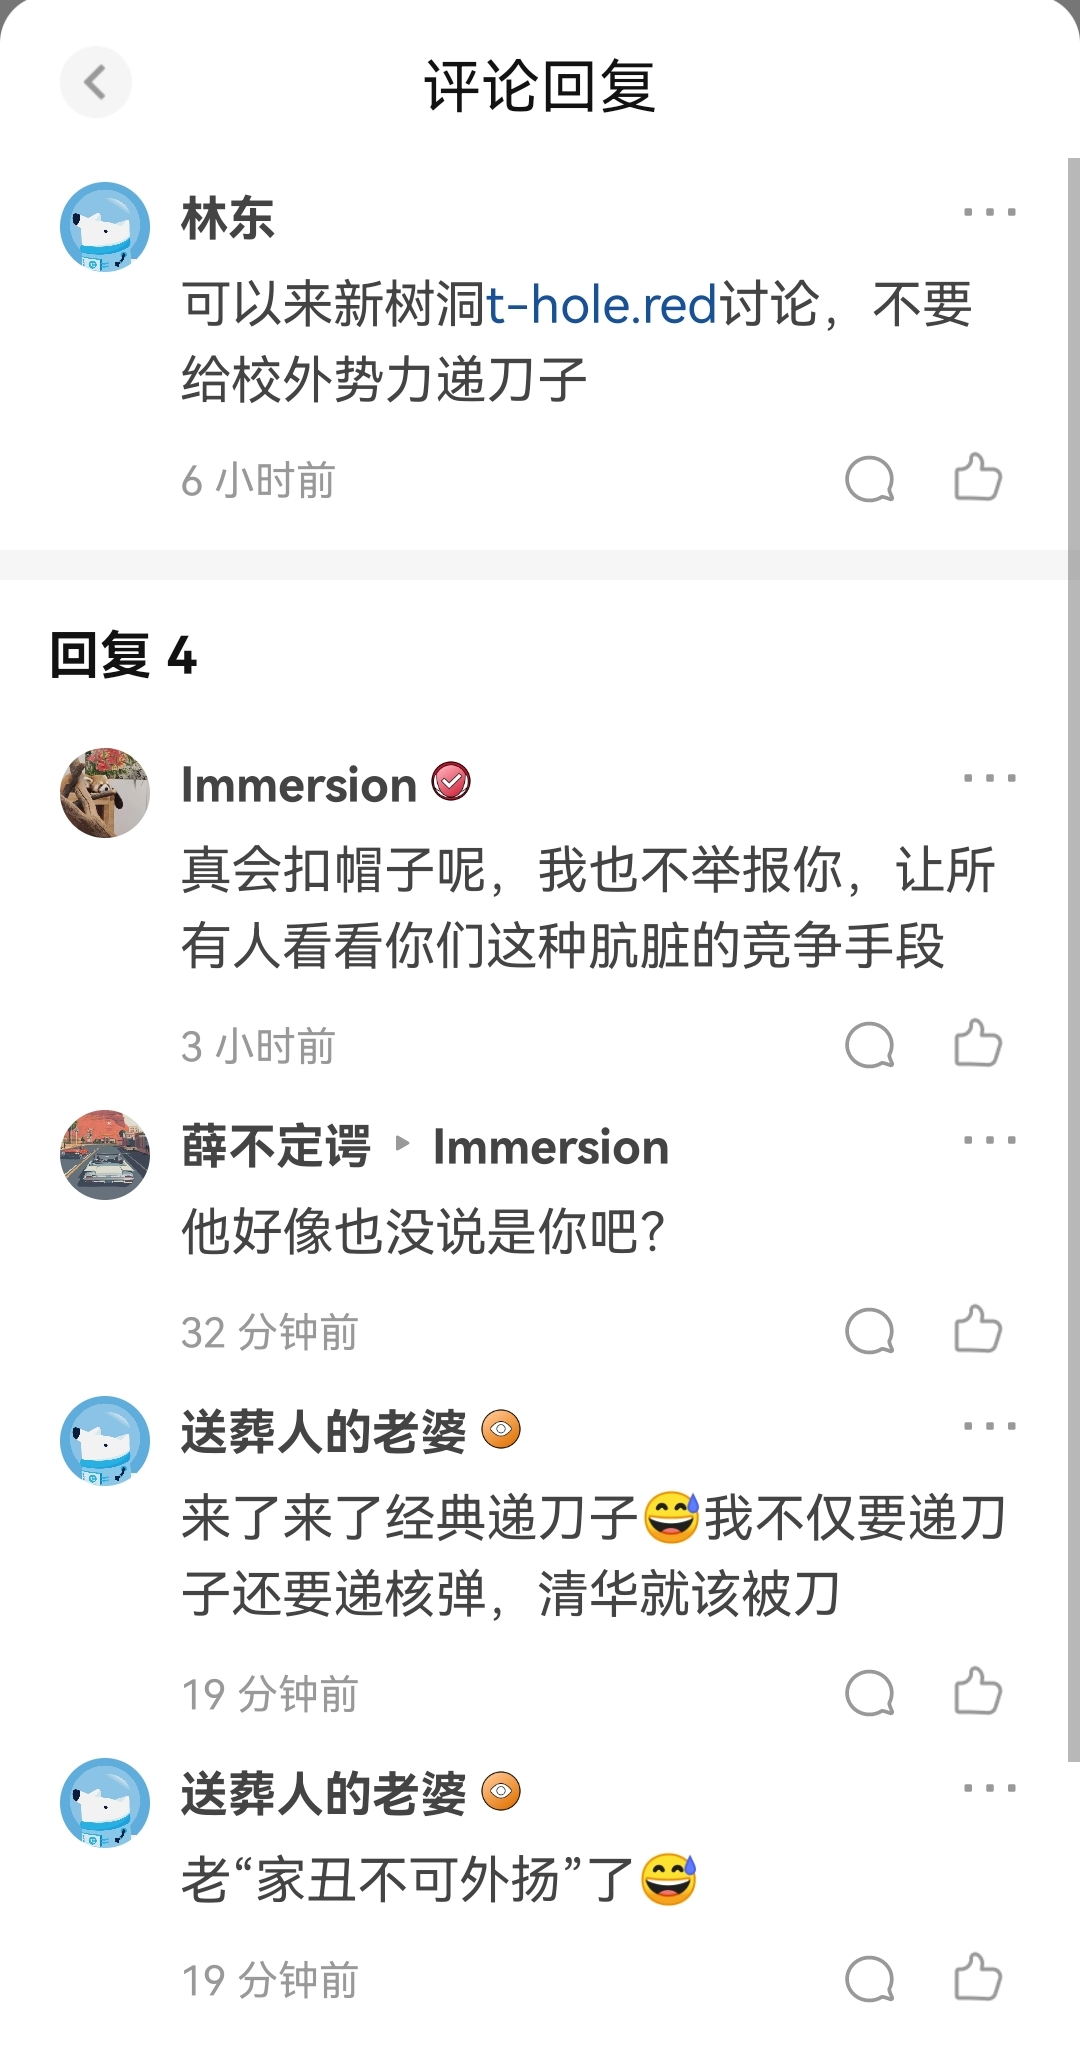 评论回复
林东
可以来新树洞t-hole.red讨论，不要
给校外势力递刀子
6 小时前
回复 4
Immersion
真会扣帽子呢，我也不举报你，让所
有人看看你们这种肮脏的竞争手段
3 小时前
薛不定谔 ▸ Immersion
他好像也没说是你吧？
32 分钟前
送葬人的老婆
来了来了经典递刀子😅我不仅要递刀
子还要递核弹，清华就该被刀
19 分钟前
送葬人的老婆
老“家丑不可外扬”了😅
19 分钟前